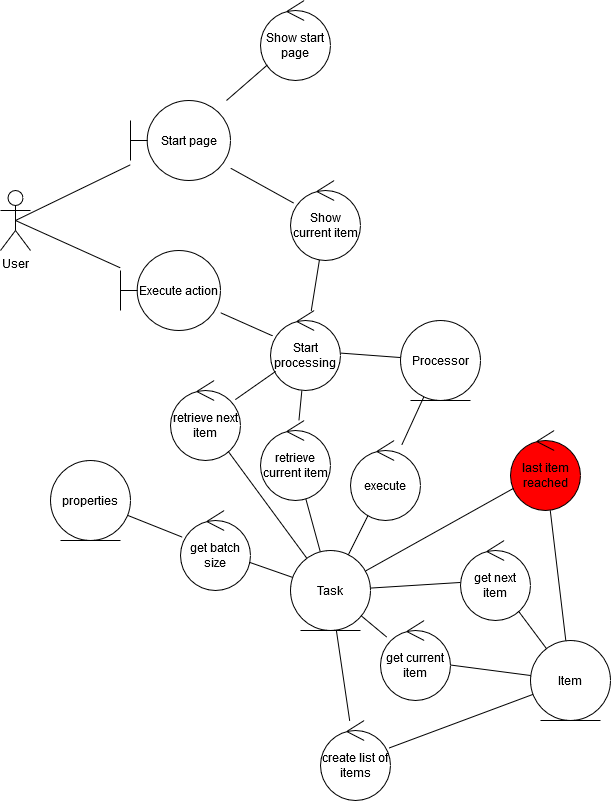 Show start
page
Start page
Show
current item
User
Execute action
Start
processing
Processor
retrieve next
item
retrieve
current item
last item
reached
execute
properties
get batch
size
Task
get next
item
get current
item
Item
create list of
items